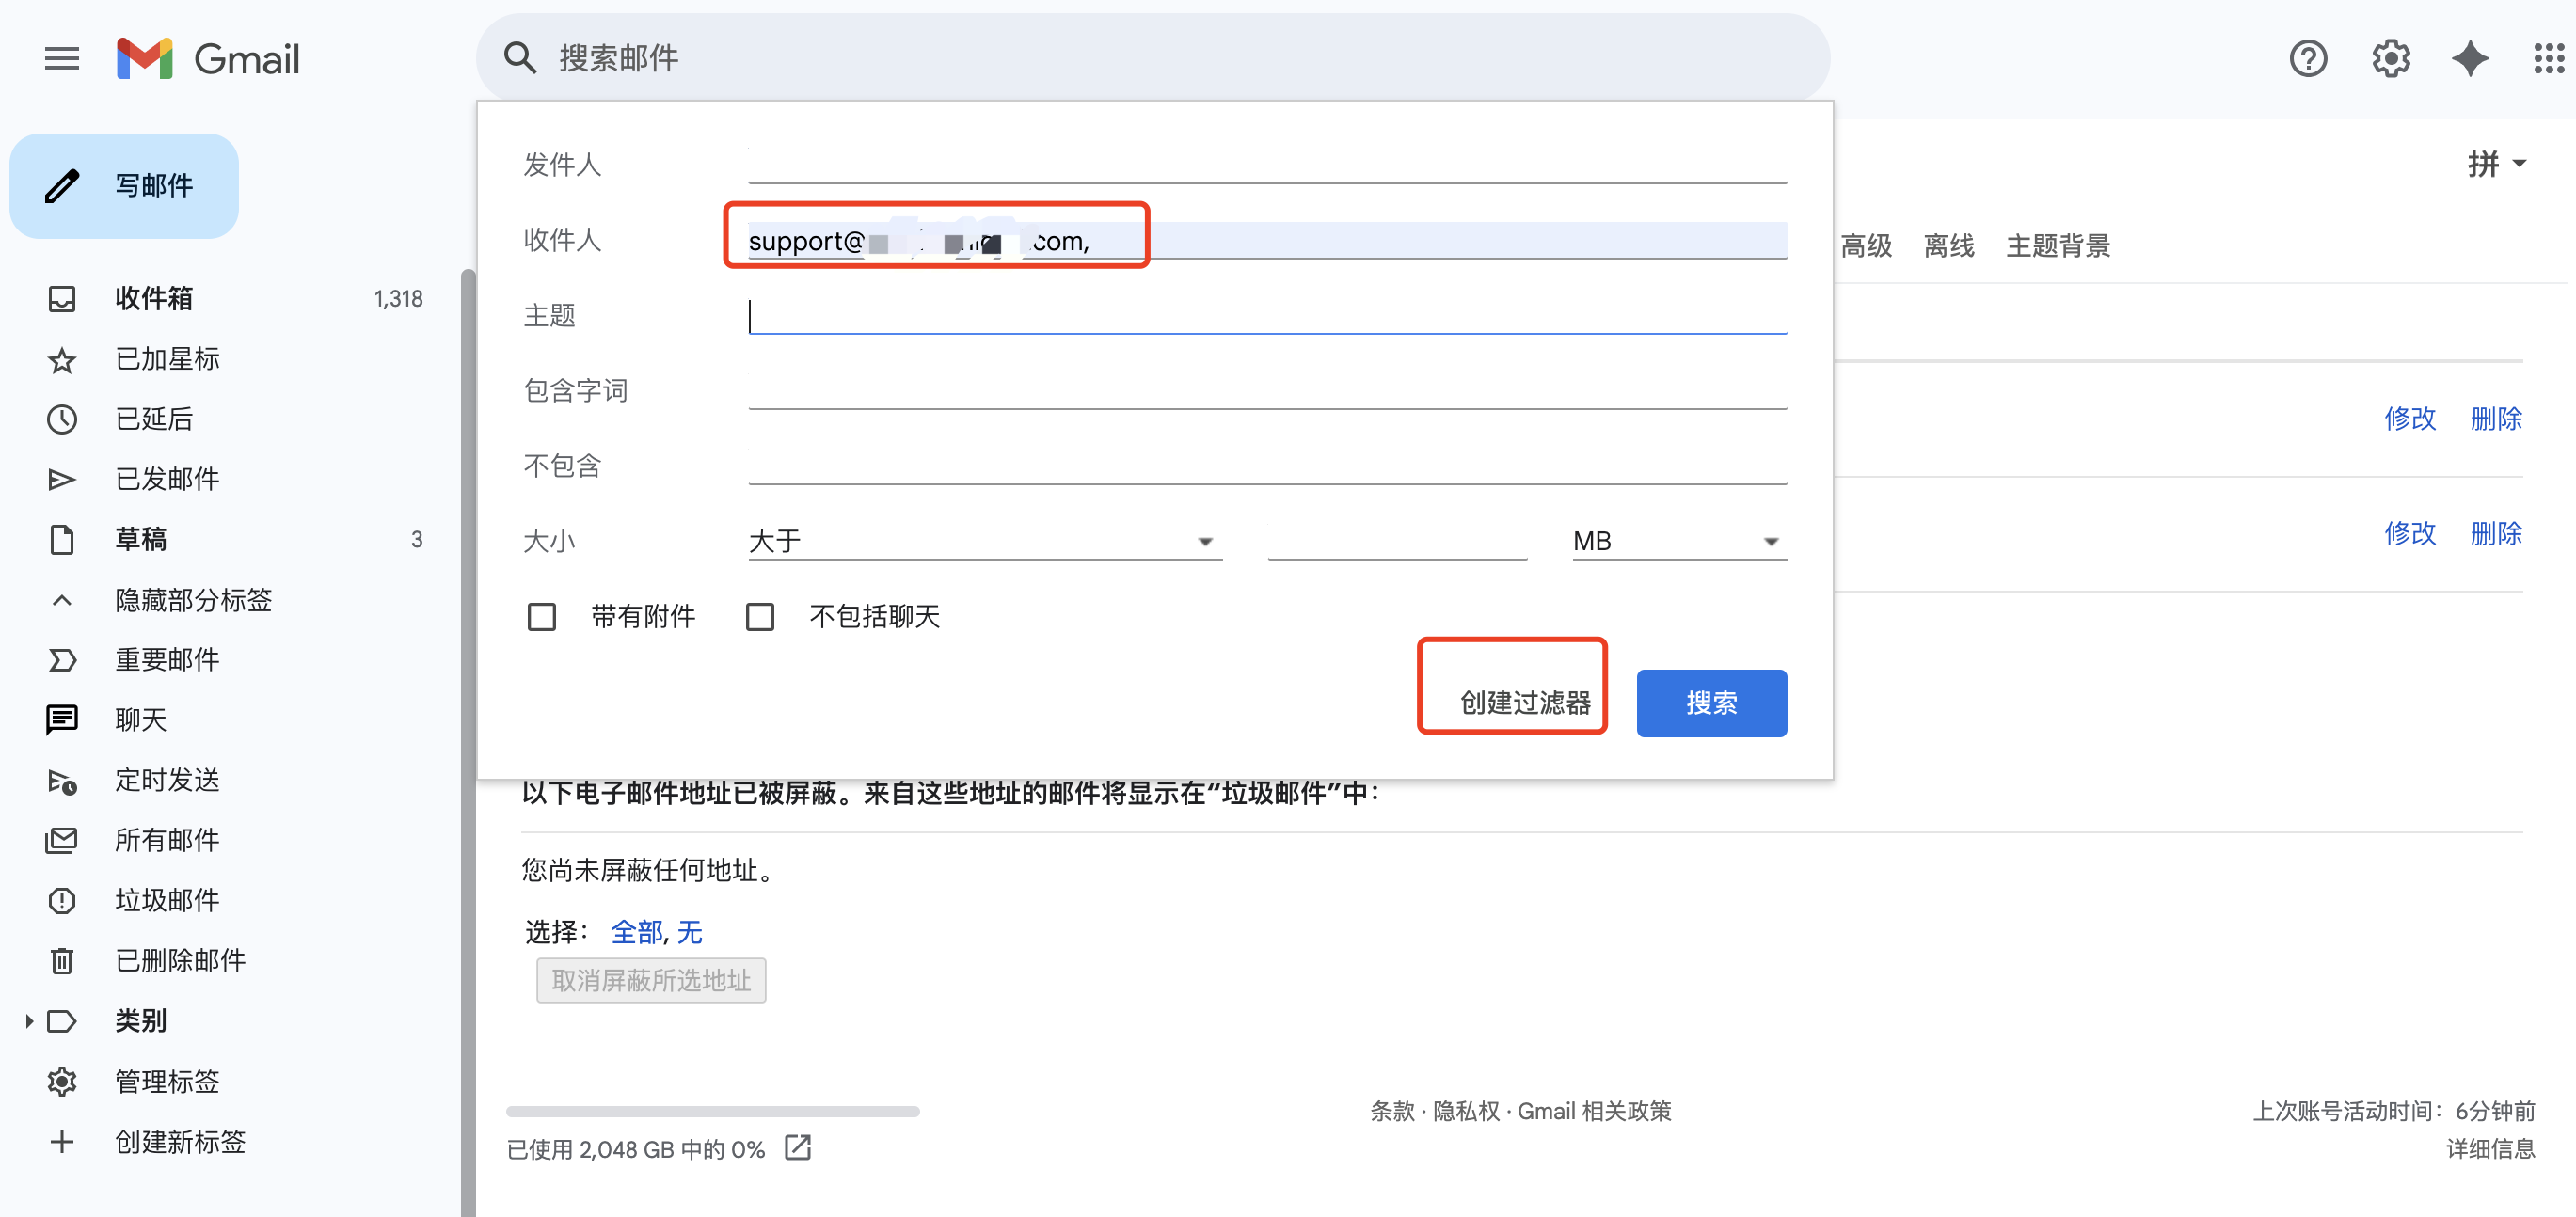 Gmail
搜索邮件
写邮件
收件箱 1,318
已加星标
已延后
已发邮件
草稿 3
隐藏部分标签
重要邮件
聊天
定时发送
所有邮件
垃圾邮件
已删除邮件
类别
管理标签
创建新标签
发件人
收件人 support@ .com,
主题
包含字词
不包含
大小 大于 MB
带有附件 不包括聊天
创建过滤器 搜索
拼
高级 离线 主题背景
修改 删除
修改 删除
以下电子邮件地址已被屏蔽。来自这些地址的邮件将显示在“垃圾邮件”中：
您尚未屏蔽任何地址。
选择： 全部, 无
取消屏蔽所选地址
已使用 2,048 GB 中的 0%
条款 · 隐私权 · Gmail 相关政策
上次账号活动时间：6分钟前
详细信息